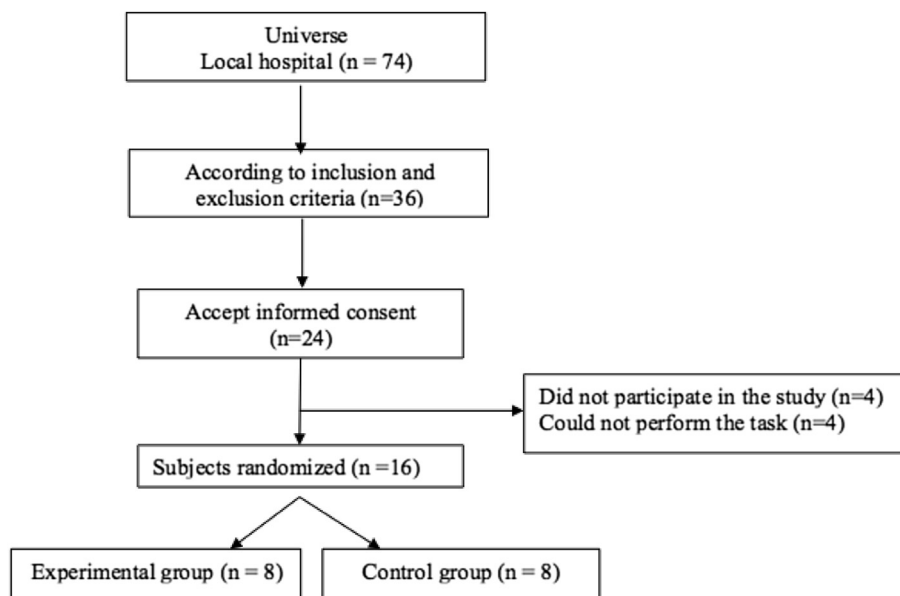 Universe
Local hospital (n = 74)
According to inclusion and
exclusion criteria (n=36)
Accept informed consent
(n=24)
Did not participate in the study (n=4)
Could not perform the task (n=4)
Subjects randomized (n =16)
Experimental group (n = 8)
Control group (n = 8)